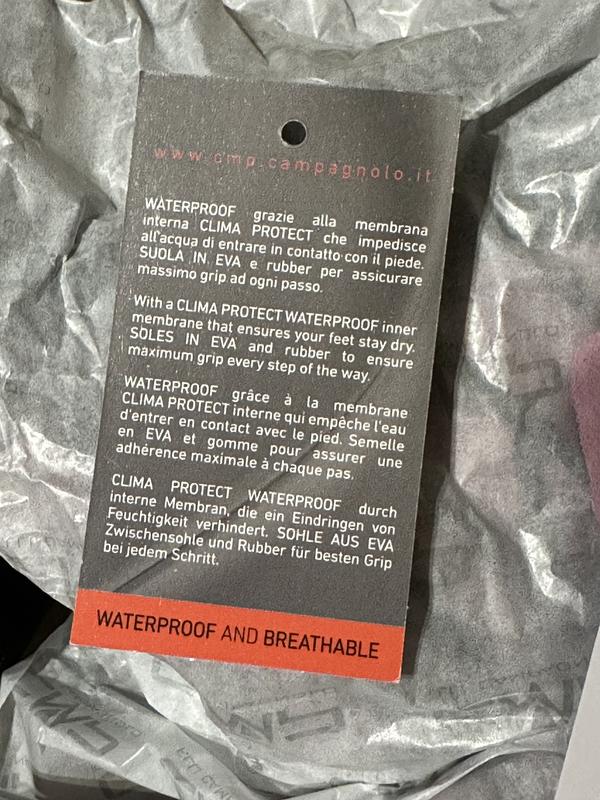 www.cmp.campagnolo.it
WATERPROOF grazie alla membrana
interna CLIMA PROTECT che impedisce
all'acqua di entrare in contatto con il piede.
SUOLA IN EVA e rubber per assicurare
massimo grip ad ogni passo.
With a CLIMA PROTECT WATERPROOF inner
membrane that ensures your feet stay dry.
SOLES IN EVA and rubber to ensure
maximum grip every step of the way.
WATERPROOF grâce à la membrane
CLIMA PROTECT interne qui empêche l'eau
d'entrer en contact avec le pied. Semelle
en EVA et gomme pour assurer une
adhérence maximale à chaque pas.
CLIMA PROTECT WATERPROOF durch
interne Membran, die ein Eindringen von
Feuchtigkeit verhindert. SOHLE AUS EVA
Zwischensohle und Rubber für besten Grip
bei jedem Schritt.
WATERPROOF AND BREATHABLE